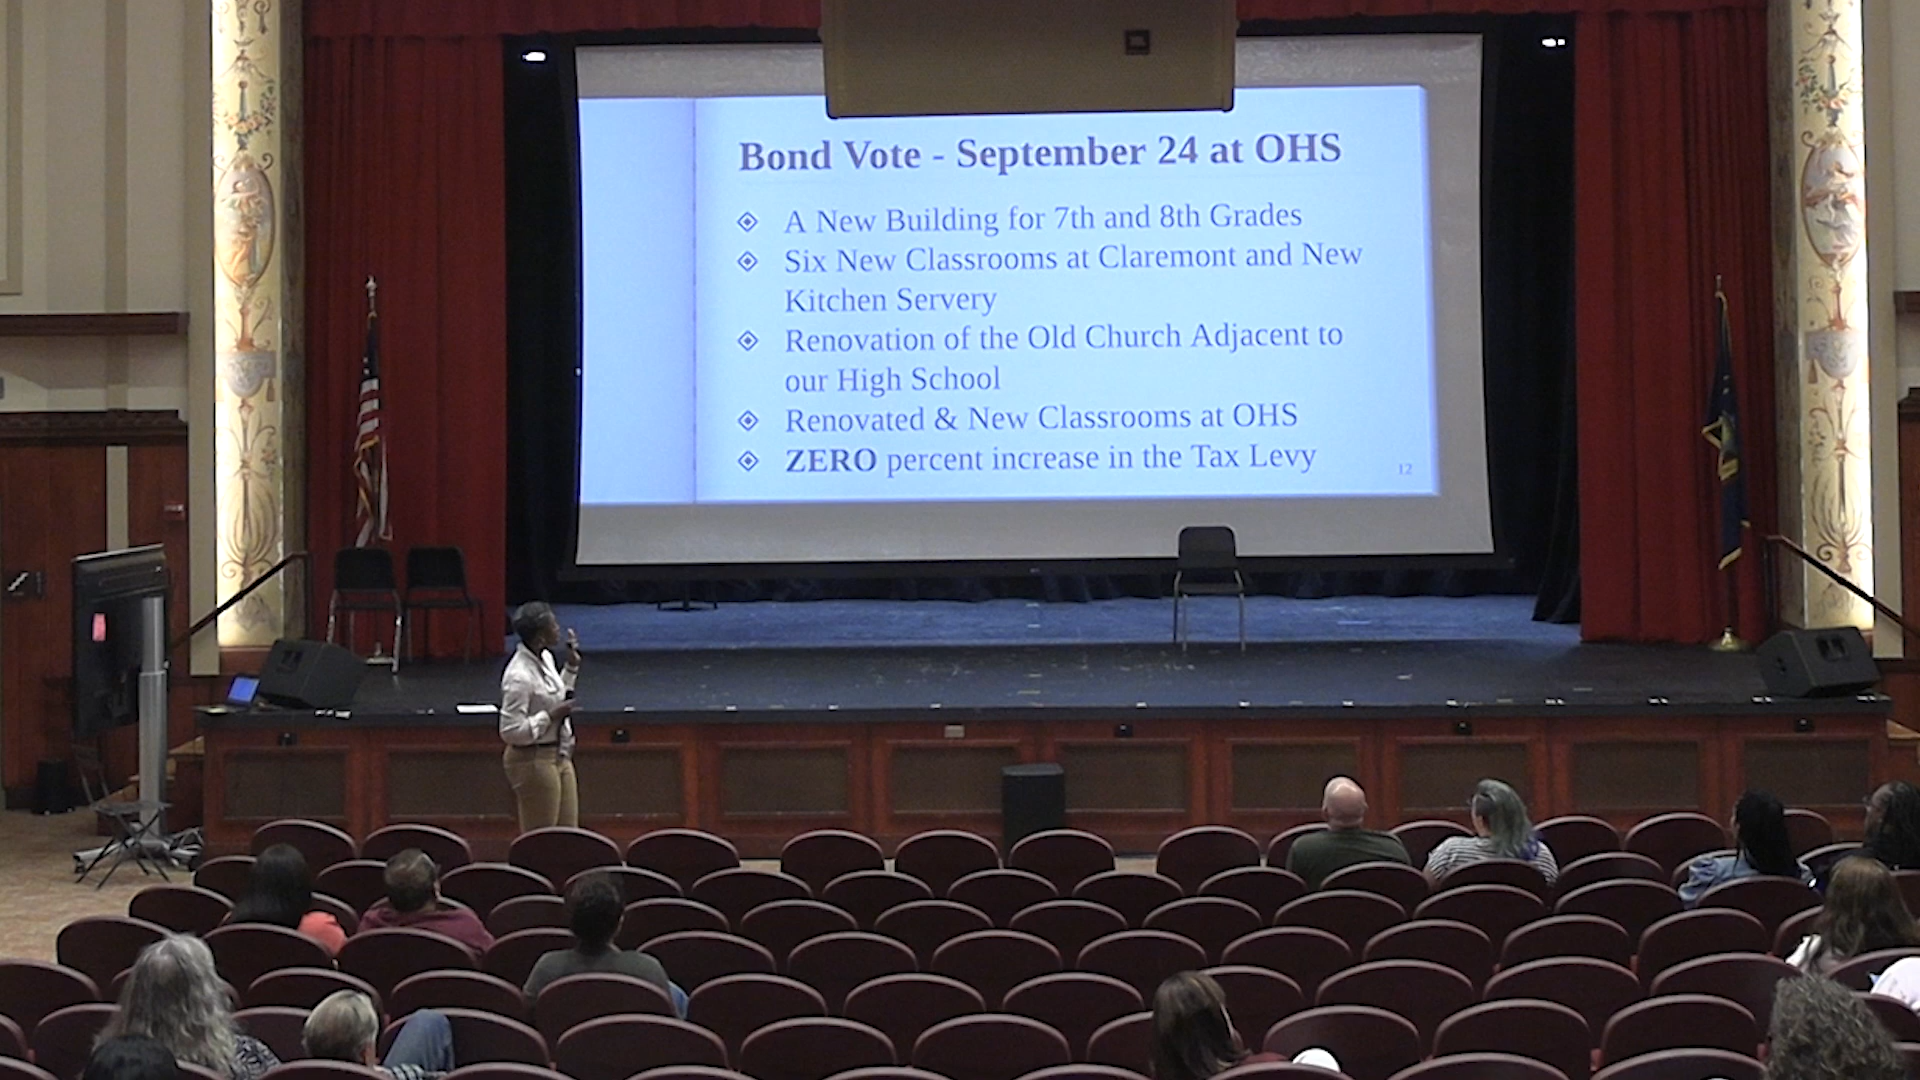 Bond Vote - September 24 at OHS
A New Building for 7th and 8th Grades
Six New Classrooms at Claremont and New
Kitchen Servery
Renovation of the Old Church Adjacent to
our High School
Renovated & New Classrooms at OHS
ZERO percent increase in the Tax Levy
12